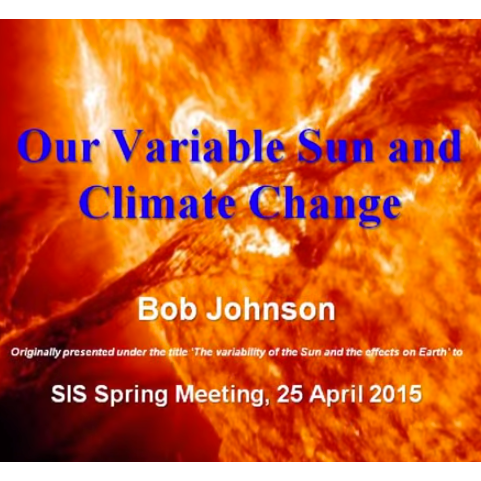 Our Variable Sun and
Climate Change
Bob Johnson
Originally presented under the title 'The variability of the Sun and the effects on Earth' to
SIS Spring Meeting, 25 April 2015